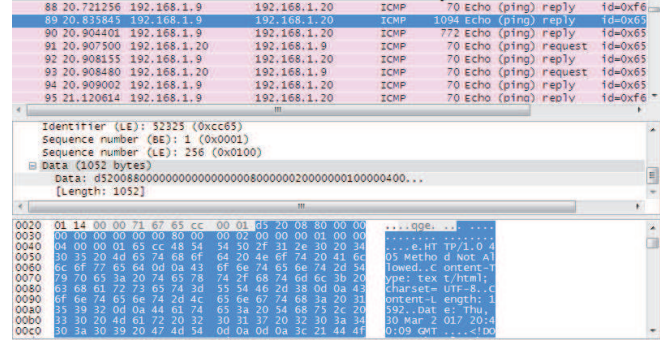 88 20.721256 192.168.1.9 192.168.1.20 ICMP 70 Echo (ping) reply id=0xf6
89 20.835845 192.168.1.9 192.168.1.20 ICMP 1094 Echo (ping) reply id=0x65
90 20.904401 192.168.1.9 192.168.1.20 ICMP 772 Echo (ping) reply id=0x65
91 20.907500 192.168.1.20 192.168.1.9 ICMP 70 Echo (ping) request id=0x65
92 20.908155 192.168.1.9 192.168.1.20 ICMP 70 Echo (ping) reply id=0x65
93 20.908480 192.168.1.20 192.168.1.9 ICMP 70 Echo (ping) request id=0x65
94 20.909002 192.168.1.9 192.168.1.20 ICMP 70 Echo (ping) reply id=0x65
95 21.120614 192.168.1.9 192.168.1.20 ICMP 70 Echo (ping) reply id=0xf6
Identifier (LE): 52325 (0xcc65)
Sequence number (BE): 1 (0x0001)
Sequence number (LE): 256 (0x0100)
Data (1052 bytes)
Data: d520088000000000000000008000000200000001000000400...
[Length: 1052]
0020 01 14 00 00 71 67 65 cc 00 01 d5 20 08 80 00 00 ....qge. ... ....
0030 00 00 00 00 00 00 80 00 00 02 00 00 00 01 00 00 ........ ........
0040 04 00 00 01 65 cc 48 54 54 50 2f 31 2e 30 20 34 ....e.HT TP/1.0 4
0050 30 35 20 4d 65 74 68 6f 64 20 4e 6f 74 20 41 6c 05 Metho d Not Al
0060 6c 6f 77 65 64 0d 0a 43 6f 6e 74 65 6e 74 2d 54 lowed..C ontent-T
0070 79 70 65 3a 20 74 65 78 74 2f 68 74 6d 6c 3b 20 ype: tex t/html;
0080 63 68 61 72 73 65 74 3d 55 54 46 2d 38 0d 0a 43 charset= UTF-8..C
0090 6f 6e 74 65 6e 74 2d 4c 65 6e 67 74 68 3a 20 31 ontent-L ength: 1
00a0 35 39 32 0d 0a 44 61 74 65 3a 20 54 68 75 2c 20 592..Dat e: Thu,
00b0 33 30 20 4d 61 72 20 32 30 31 37 20 32 30 3a 34 30 Mar 2 017 20:4
00c0 30 3a 30 39 20 47 4d 54 0d 0a 0d 0a 3c 21 44 4f 0:09 GMT ....<!DO